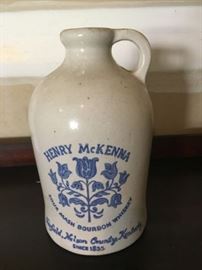 HENRY McKENNA
SOUR MASH BOURBON WHISKEY
Fairfield, Nelson County, Kentucky
SINCE 1855.